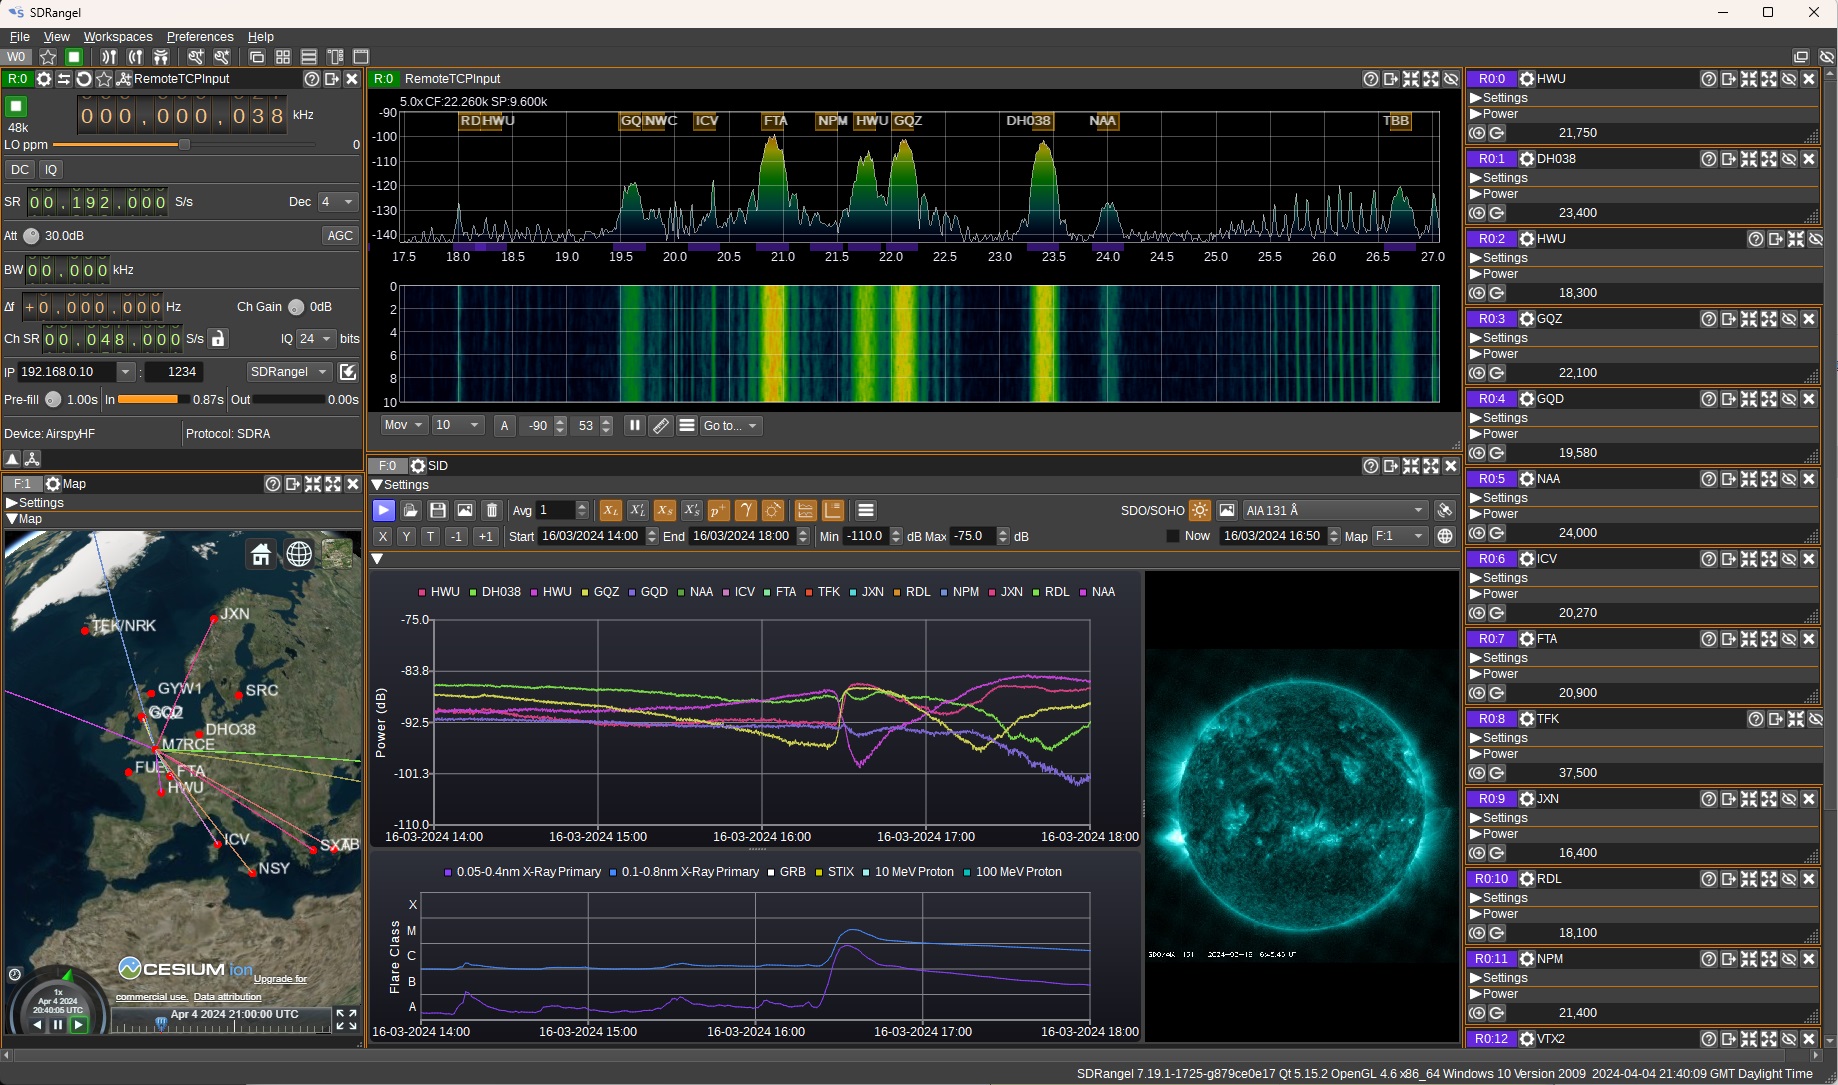 SDRangel
File View Workspaces Preferences Help
W0
R:0 RemoteTCPInput
000,000,038 kHz
48k
LO ppm 0
DC IQ
SR 00,192,000 S/s Dec 4
Att 30.0dB AGC
BW 00,000 kHz
Δf +0,000,000 Hz Ch Gain 0dB
Ch SR 00,048,000 S/s IQ 24 bits
IP 192.168.0.10 : 1234 SDRangel
Pre-fill 1.00s In 0.87s Out 0.00s
Device: AirspyHF Protocol: SDRA
F:1 Map
Settings
Map
JXN
TFK/NRK
GYW1
SRC
DHO38
M7RCE
FTA
HWU
ICV
NSY
CESIUM ion Upgrade for
commercial use. Data attribution
1x
Apr 4 2024
20:40:05 UTC
Apr 4 2024 21:00:00 UTC
R:0 RemoteTCPInput
5.0x CF:22.260k SP:9.600k
-90
-100
-110
-120
-130
-140
HWU NWC ICV FTA NPM HWU GQZ DH038 NAA TBB
17.5 18.0 18.5 19.0 19.5 20.0 20.5 21.0 21.5 22.0 22.5 23.0 23.5 24.0 24.5 25.0 25.5 26.0 26.5 27.0
0
2
4
6
8
10
Mov 10 A -90 53 Go to...
F:0 SID
Settings
Avg 1 XL X'L XS X'S p+ γ SDO/SOHO AIA 131 Å
X Y T -1 +1 Start 16/03/2024 14:00 End 16/03/2024 18:00 Min -110.0 dB Max -75.0 dB Now 16/03/2024 16:50 Map F:1
HWU DH038 HWU GQZ GQD NAA ICV FTA TFK JXN RDL NPM JXN RDL NAA
Power (dB)
-75.0
-83.8
-92.5
-101.3
-110.0
16-03-2024 14:00 16-03-2024 15:00 16-03-2024 16:00 16-03-2024 17:00 16-03-2024 18:00
0.05-0.4nm X-Ray Primary 0.1-0.8nm X-Ray Primary GRB STIX 10 MeV Proton 100 MeV Proton
Flare Class
X
M
C
B
A
16-03-2024 14:00 16-03-2024 15:00 16-03-2024 16:00 16-03-2024 17:00 16-03-2024 18:00
R0:0 HWU
Settings
Power
21,750
R0:1 DH038
Settings
Power
23,400
R0:2 HWU
Settings
Power
18,300
R0:3 GQZ
Settings
Power
22,100
R0:4 GQD
Settings
Power
19,580
R0:5 NAA
Settings
Power
24,000
R0:6 ICV
Settings
Power
20,270
R0:7 FTA
Settings
Power
20,900
R0:8 TFK
Settings
Power
37,500
R0:9 JXN
Settings
Power
16,400
R0:10 RDL
Settings
Power
18,100
R0:11 NPM
Settings
Power
21,400
R0:12 VTX2
SDRangel 7.19.1-1725-g879ce0e17 Qt 5.15.2 OpenGL 4.6 x86_64 Windows 10 Version 2009 2024-04-04 21:40:09 GMT Daylight Time